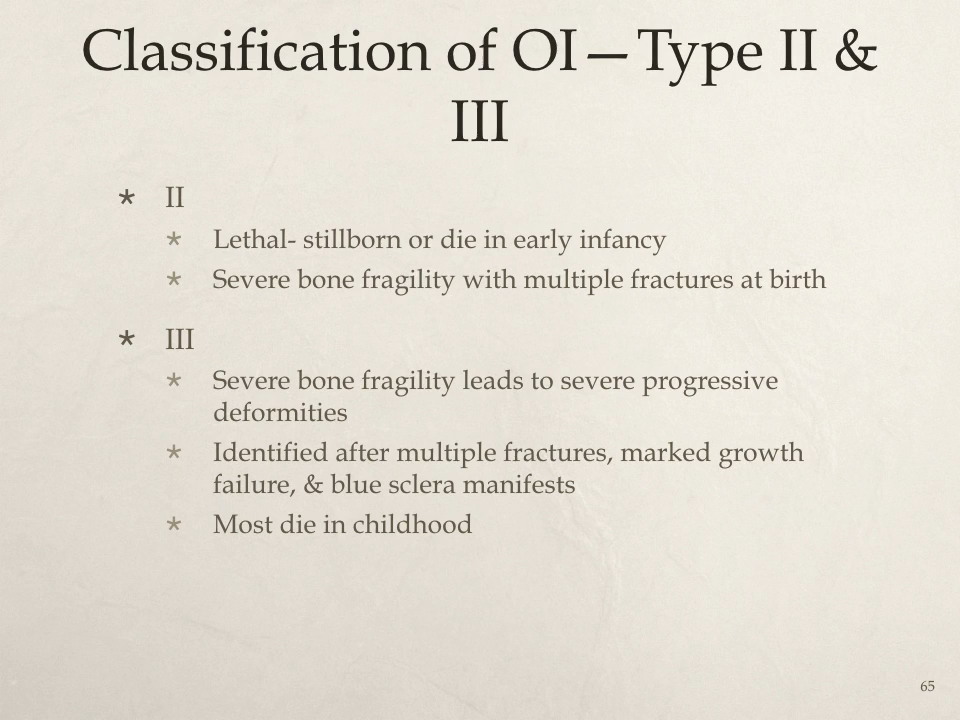 Classification of OI—Type II &
III
* II
* Lethal- stillborn or die in early infancy
* Severe bone fragility with multiple fractures at birth
* III
* Severe bone fragility leads to severe progressive
deformities
* Identified after multiple fractures, marked growth
failure, & blue sclera manifests
* Most die in childhood
65